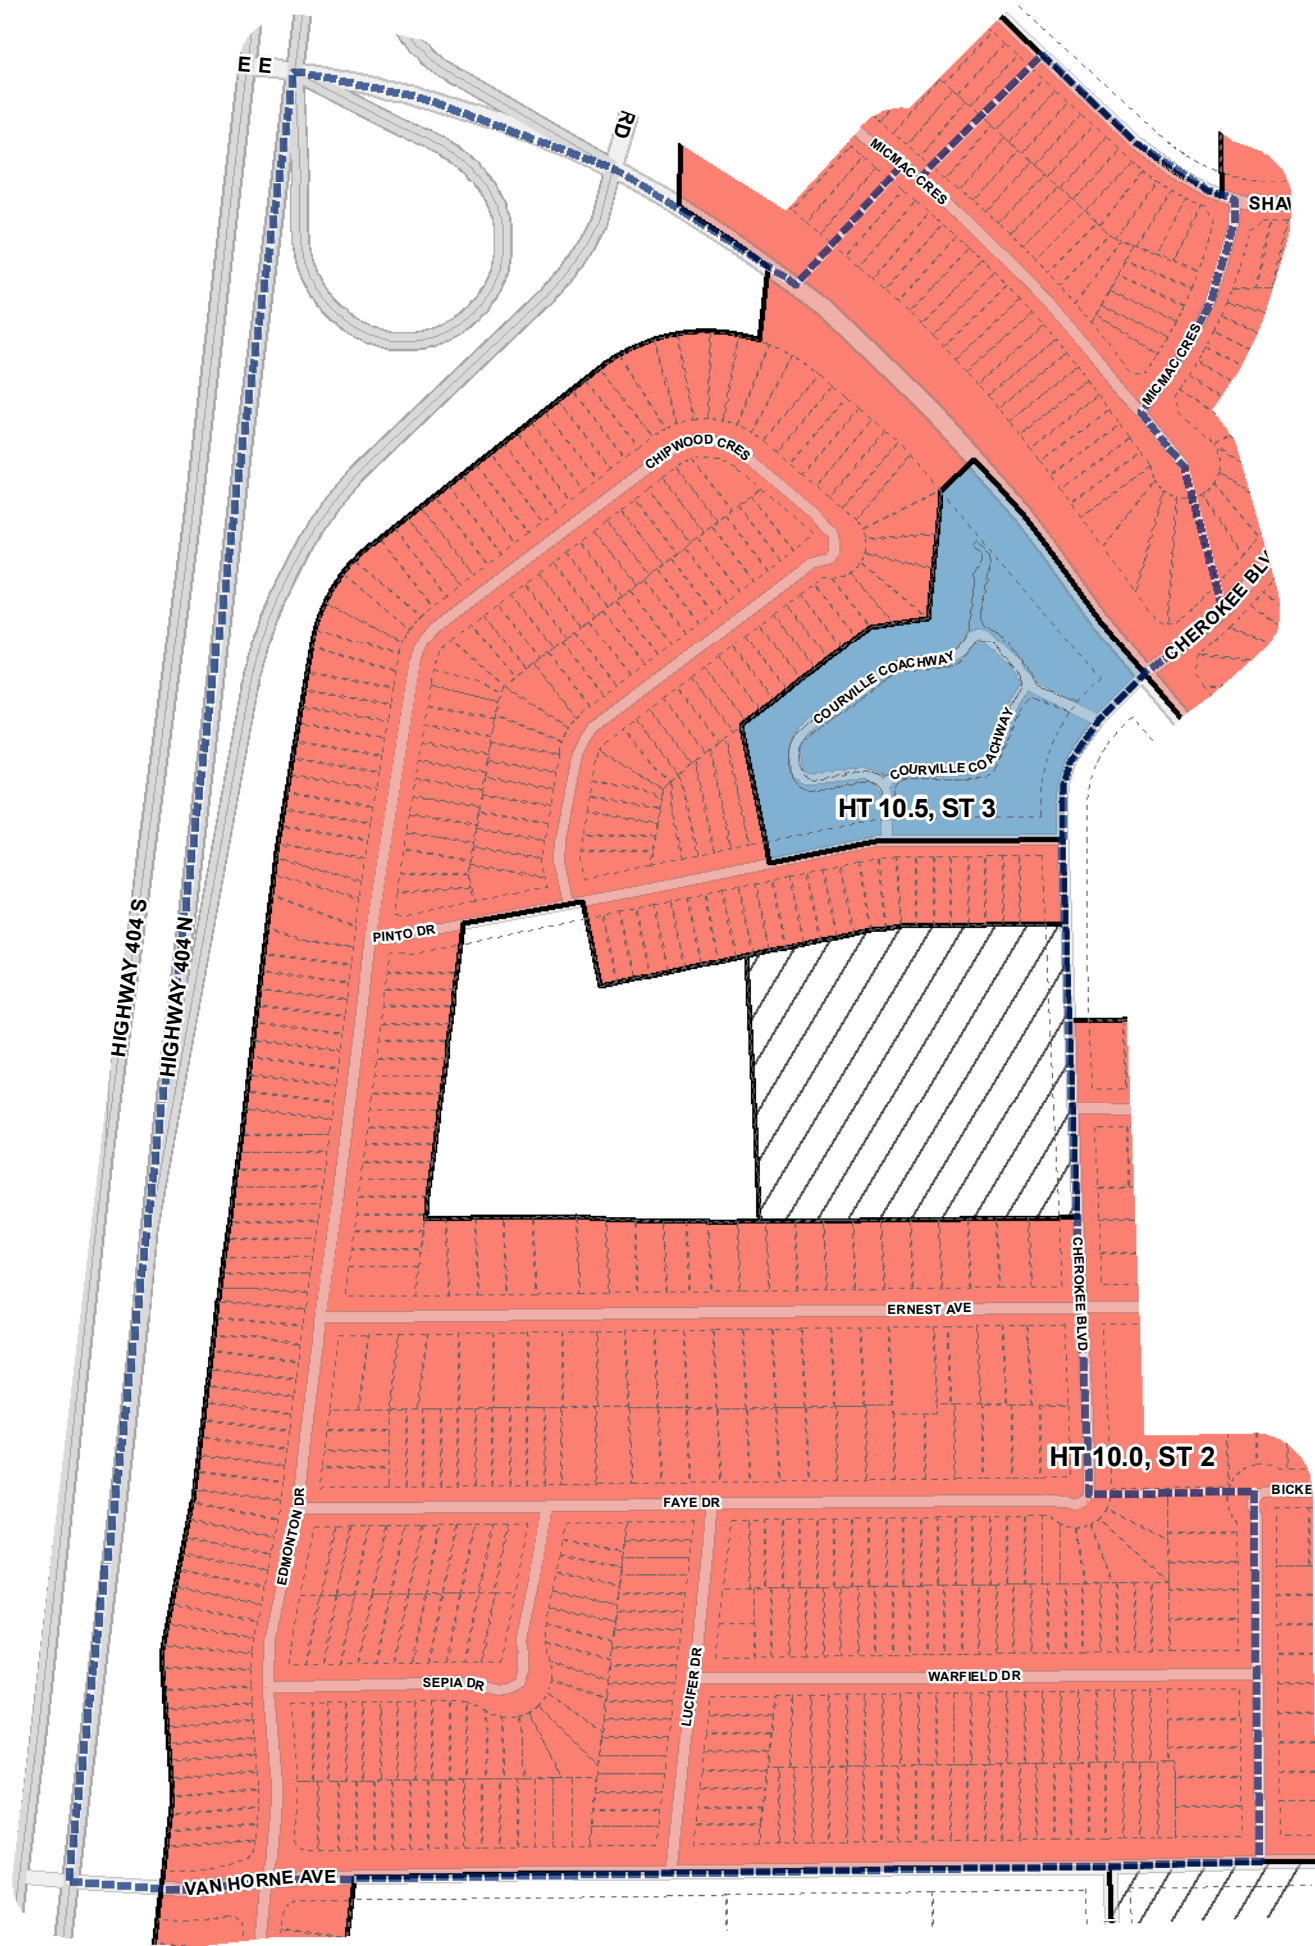 E E
RD
MICMAC CRES
SHA
MICMAC CRES
CHIPWOOD CRES
CHEROKEE BLV
COURVILLE COACHWAY
COURVILLE COACHWAY
HT 10.5, ST 3
HIGHWAY 404 S
HIGHWAY 404 N
PINTO DR
CHEROKEE BLVD
ERNEST AVE
HT 10.0, ST 2
BICKE
FAYE DR
EDMONTON DR
LUCIFER DR
WARFIELD DR
SEPIA DR
VAN HORNE AVE